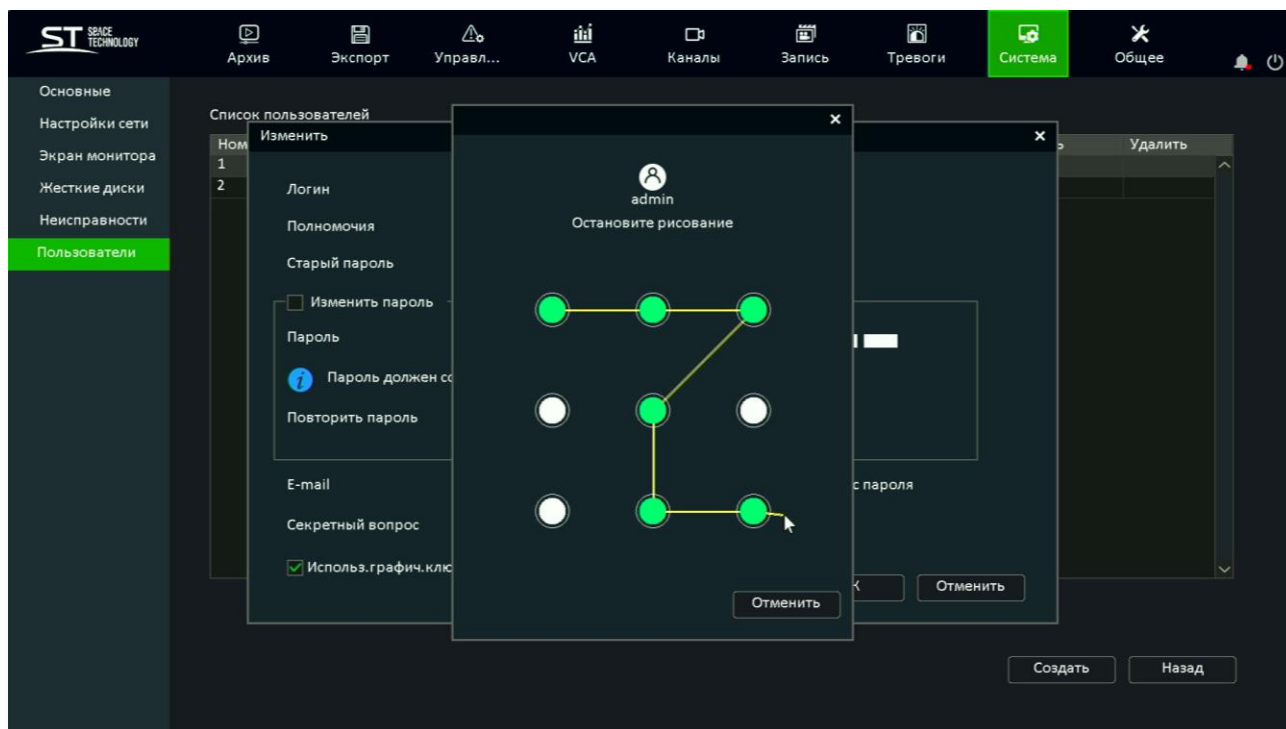 ST SPACE TECHNOLOGY
Архив
Экспорт
Управл...
VCA
Каналы
Запись
Тревоги
Система
Общее
Основные
Настройки сети
Экран монитора
Жесткие диски
Неисправности
Пользователи
Список пользователей
Ном
Удалить
1
2
Изменить
Логин
Полномочия
Старый пароль
Изменить пароль
Пароль
Пароль должен со
Повторить пароль
E-mail
с пароля
Секретный вопрос
Использ.графич.клю
Отменить
admin
Остановите рисование
Отменить
Создать
Назад